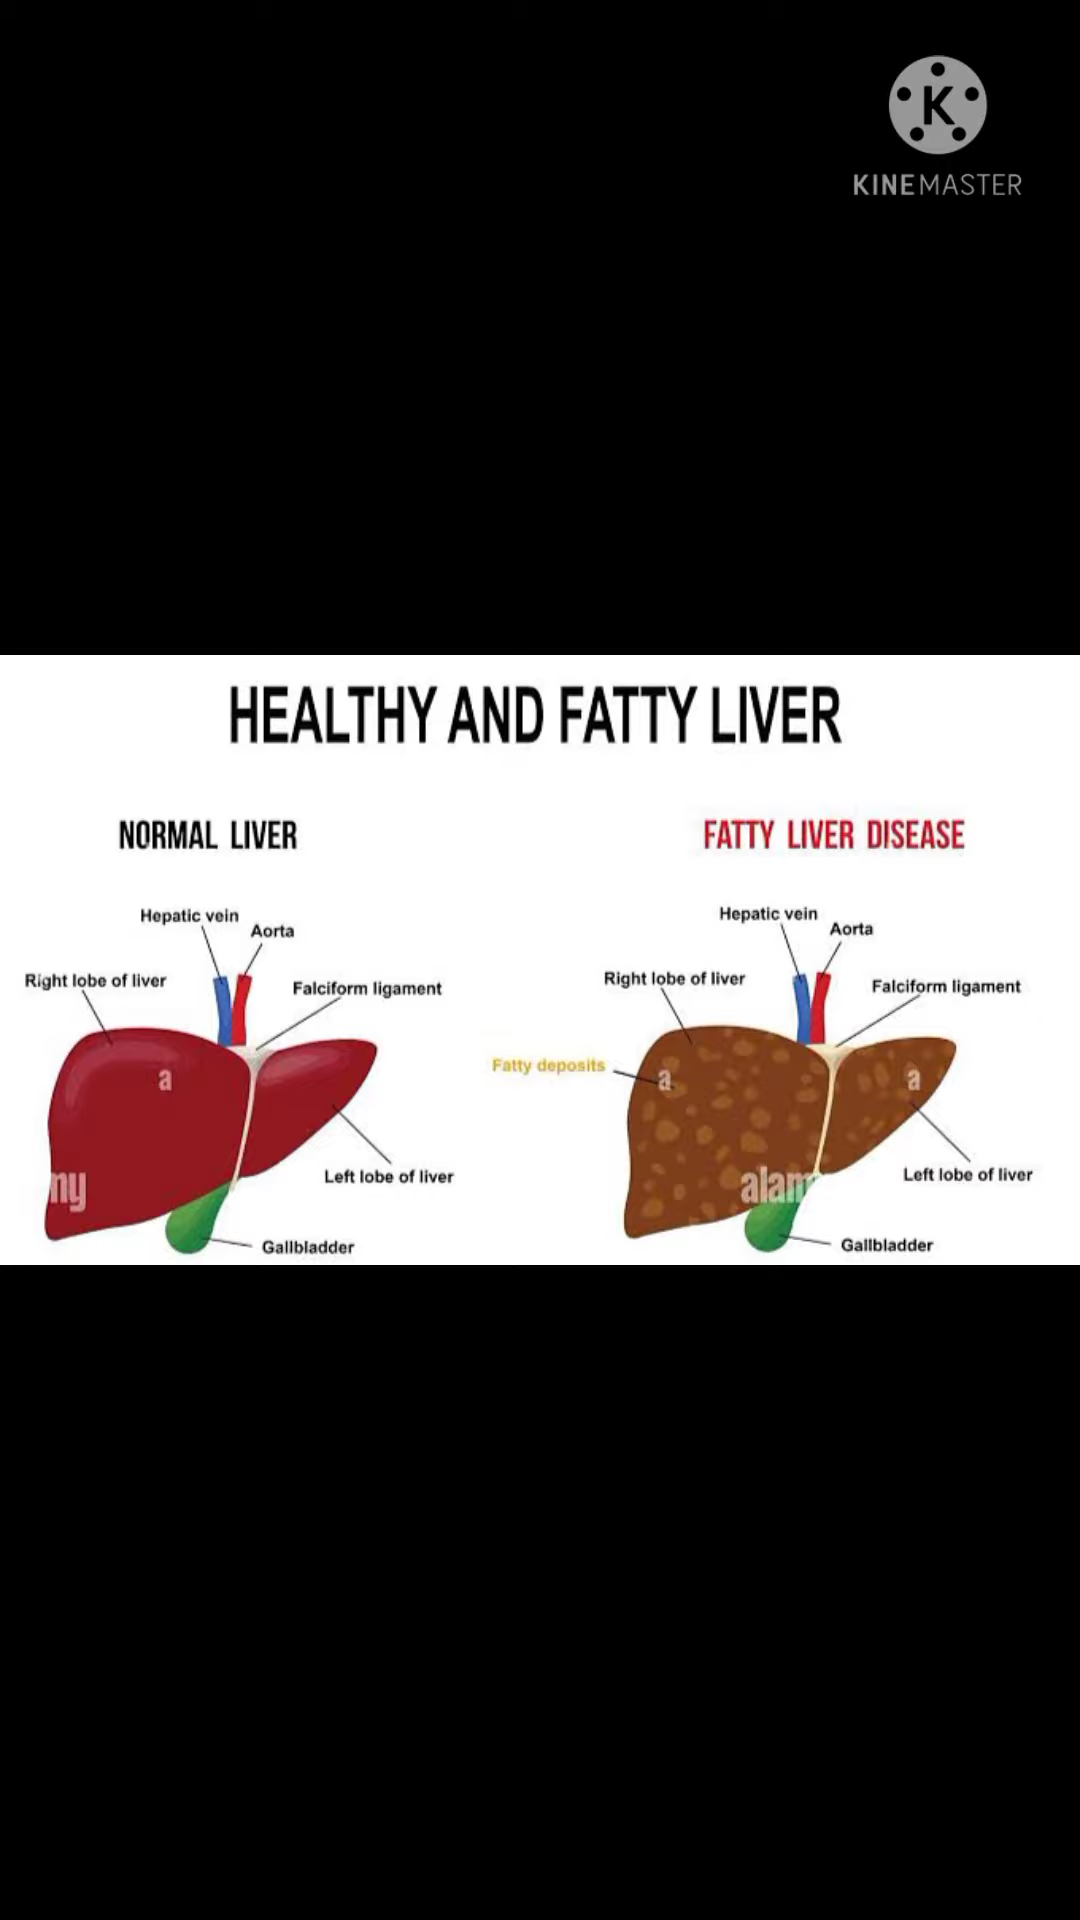 K
KINEMASTER
HEALTHY AND FATTY LIVER
NORMAL LIVER
FATTY LIVER DISEASE
Hepatic vein
Aorta
Right lobe of liver
Falciform ligament
a
my
Left lobe of liver
Gallbladder
Hepatic vein
Aorta
Right lobe of liver
Falciform ligament
Fatty deposits
a
a
alam
Left lobe of liver
Gallbladder